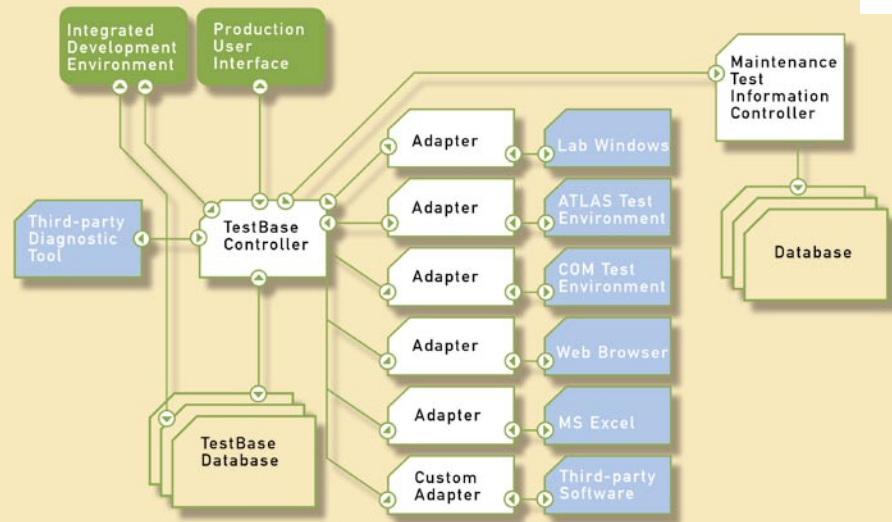 Integrated
Development
Environment
Production
User
Interface
Maintenance
Test
Information
Controller
Adapter
Lab Windows
Third-party
Diagnostic
Tool
TestBase
Controller
Adapter
ATLAS Test
Environment
Database
Adapter
COM Test
Environment
Adapter
Web Browser
TestBase
Database
Adapter
MS Excel
Custom
Adapter
Third-party
Software